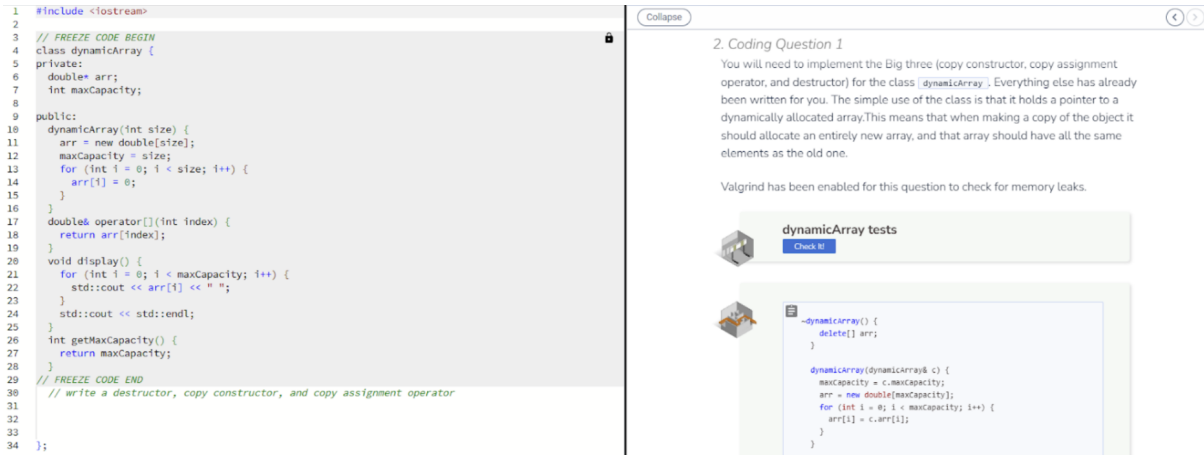 1 #include <iostream>
2
3 // FREEZE CODE BEGIN
4 class dynamicArray {
5 private:
6 double* arr;
7 int maxCapacity;
8
9 public:
10 dynamicArray(int size) {
11 arr = new double[size];
12 maxCapacity = size;
13 for (int i = 0; i < size; i++) {
14 arr[i] = 0;
15 }
16 }
17 double& operator[](int index) {
18 return arr[index];
19 }
20 void display() {
21 for (int i = 0; i < maxCapacity; i++) {
22 std::cout << arr[i] << " ";
23 }
24 std::cout << std::endl;
25 }
26 int getMaxCapacity() {
27 return maxCapacity;
28 }
29 // FREEZE CODE END
30 // write a destructor, copy constructor, and copy assignment operator
31
32
33
34 };
Collapse
2. Coding Question 1
You will need to implement the Big three (copy constructor, copy assignment
operator, and destructor) for the class dynamicArray . Everything else has already
been written for you. The simple use of the class is that it holds a pointer to a
dynamically allocated array.This means that when making a copy of the object it
should allocate an entirely new array, and that array should have all the same
elements as the old one.
Valgrind has been enabled for this question to check for memory leaks.
dynamicArray tests
Check It!
~dynamicArray() {
delete[] arr;
}
dynamicArray(dynamicArray& c) {
maxCapacity = c.maxCapacity;
arr = new double[maxCapacity];
for (int i = 0; i < maxCapacity; i++) {
arr[i] = c.arr[i];
}
}